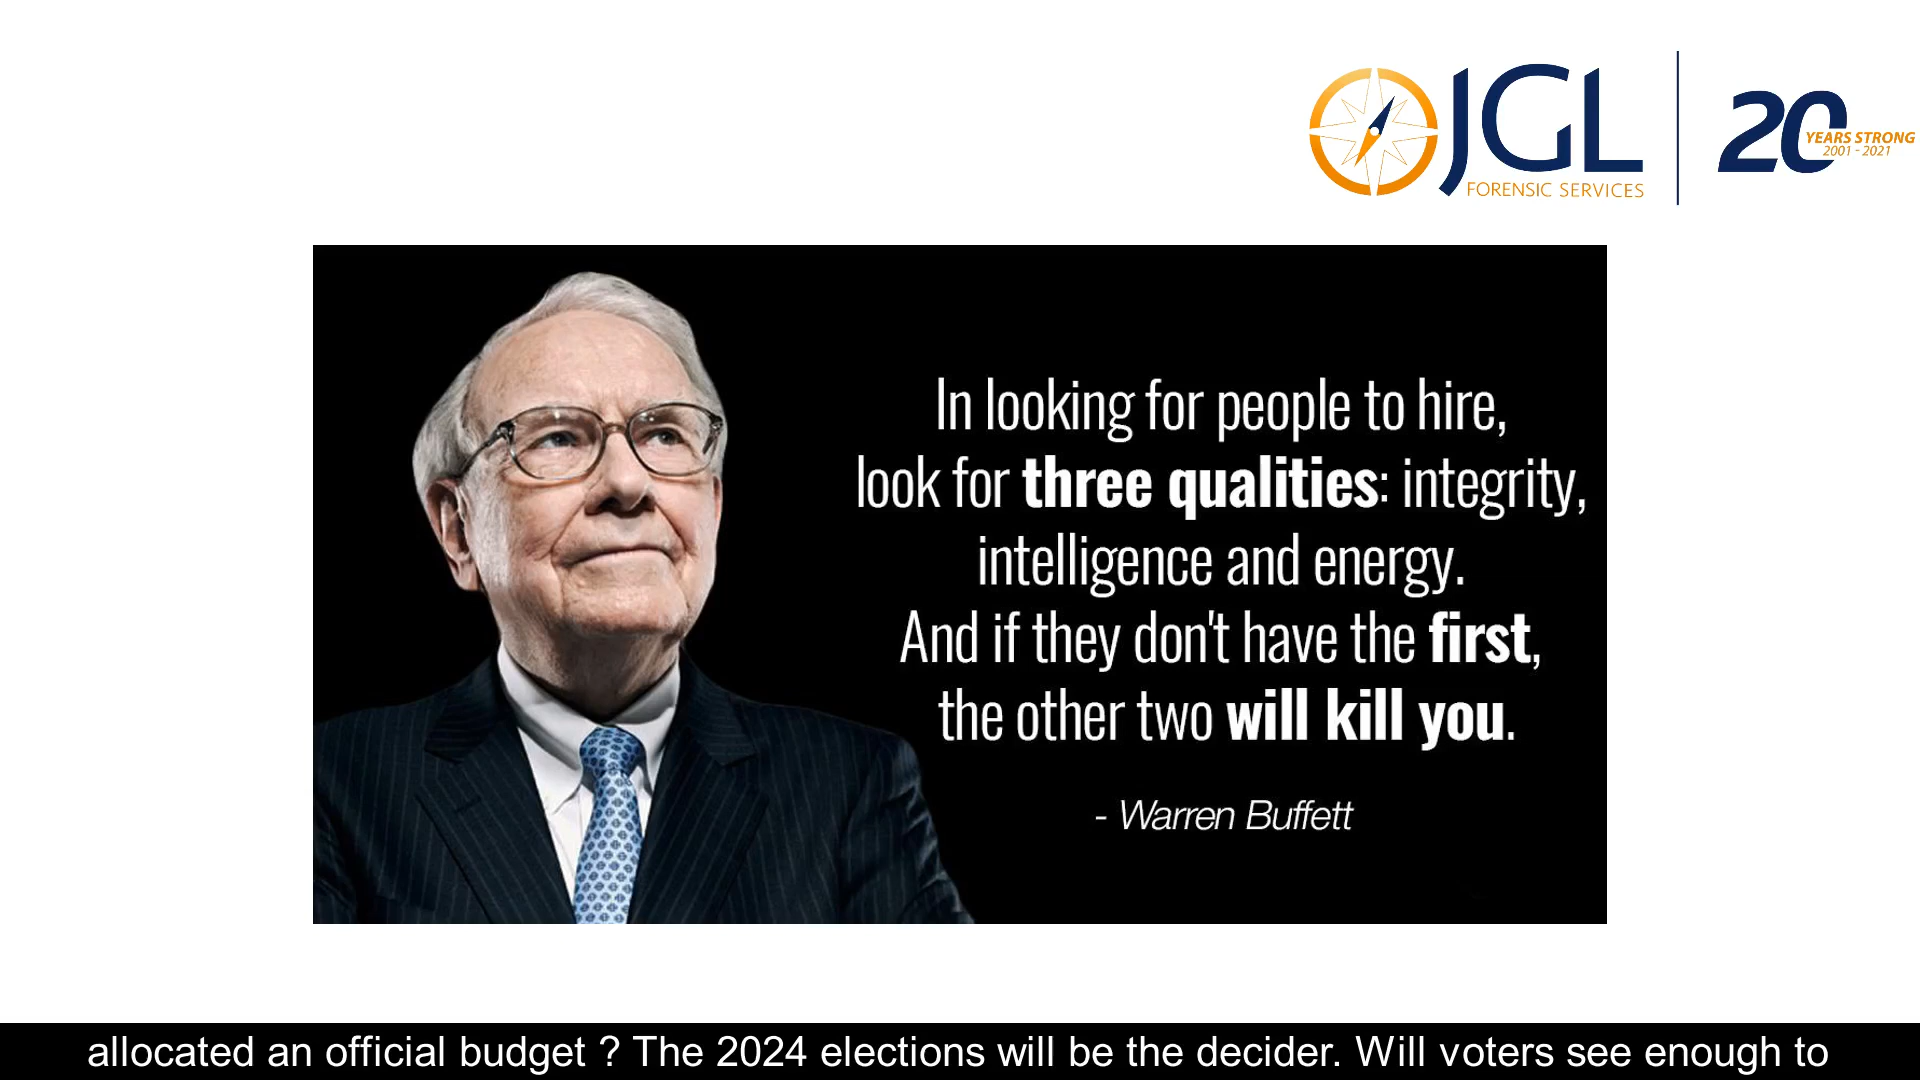 JGL
FORENSIC SERVICES
20
YEARS STRONG
2001 - 2021
In looking for people to hire,
look for three qualities: integrity,
intelligence and energy.
And if they don't have the first,
the other two will kill you.
- Warren Buffett
allocated an official budget ? The 2024 elections will be the decider. Will voters see enough to